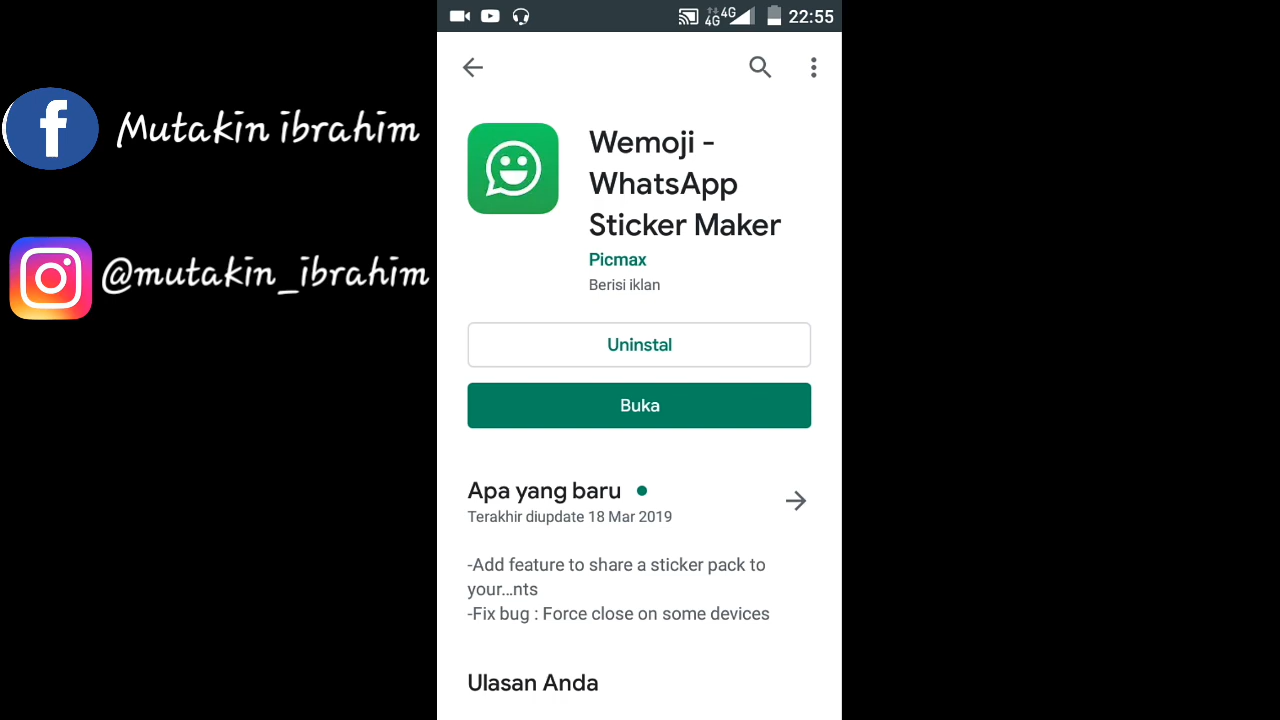 22:55
4G 4G
Mutakin ibrahim
@mutakin_ibrahim
Wemoji -
WhatsApp
Sticker Maker
Picmax
Berisi iklan
Uninstal
Buka
Apa yang baru
Terakhir diupdate 18 Mar 2019
-Add feature to share a sticker pack to
your...nts
-Fix bug : Force close on some devices
Ulasan Anda